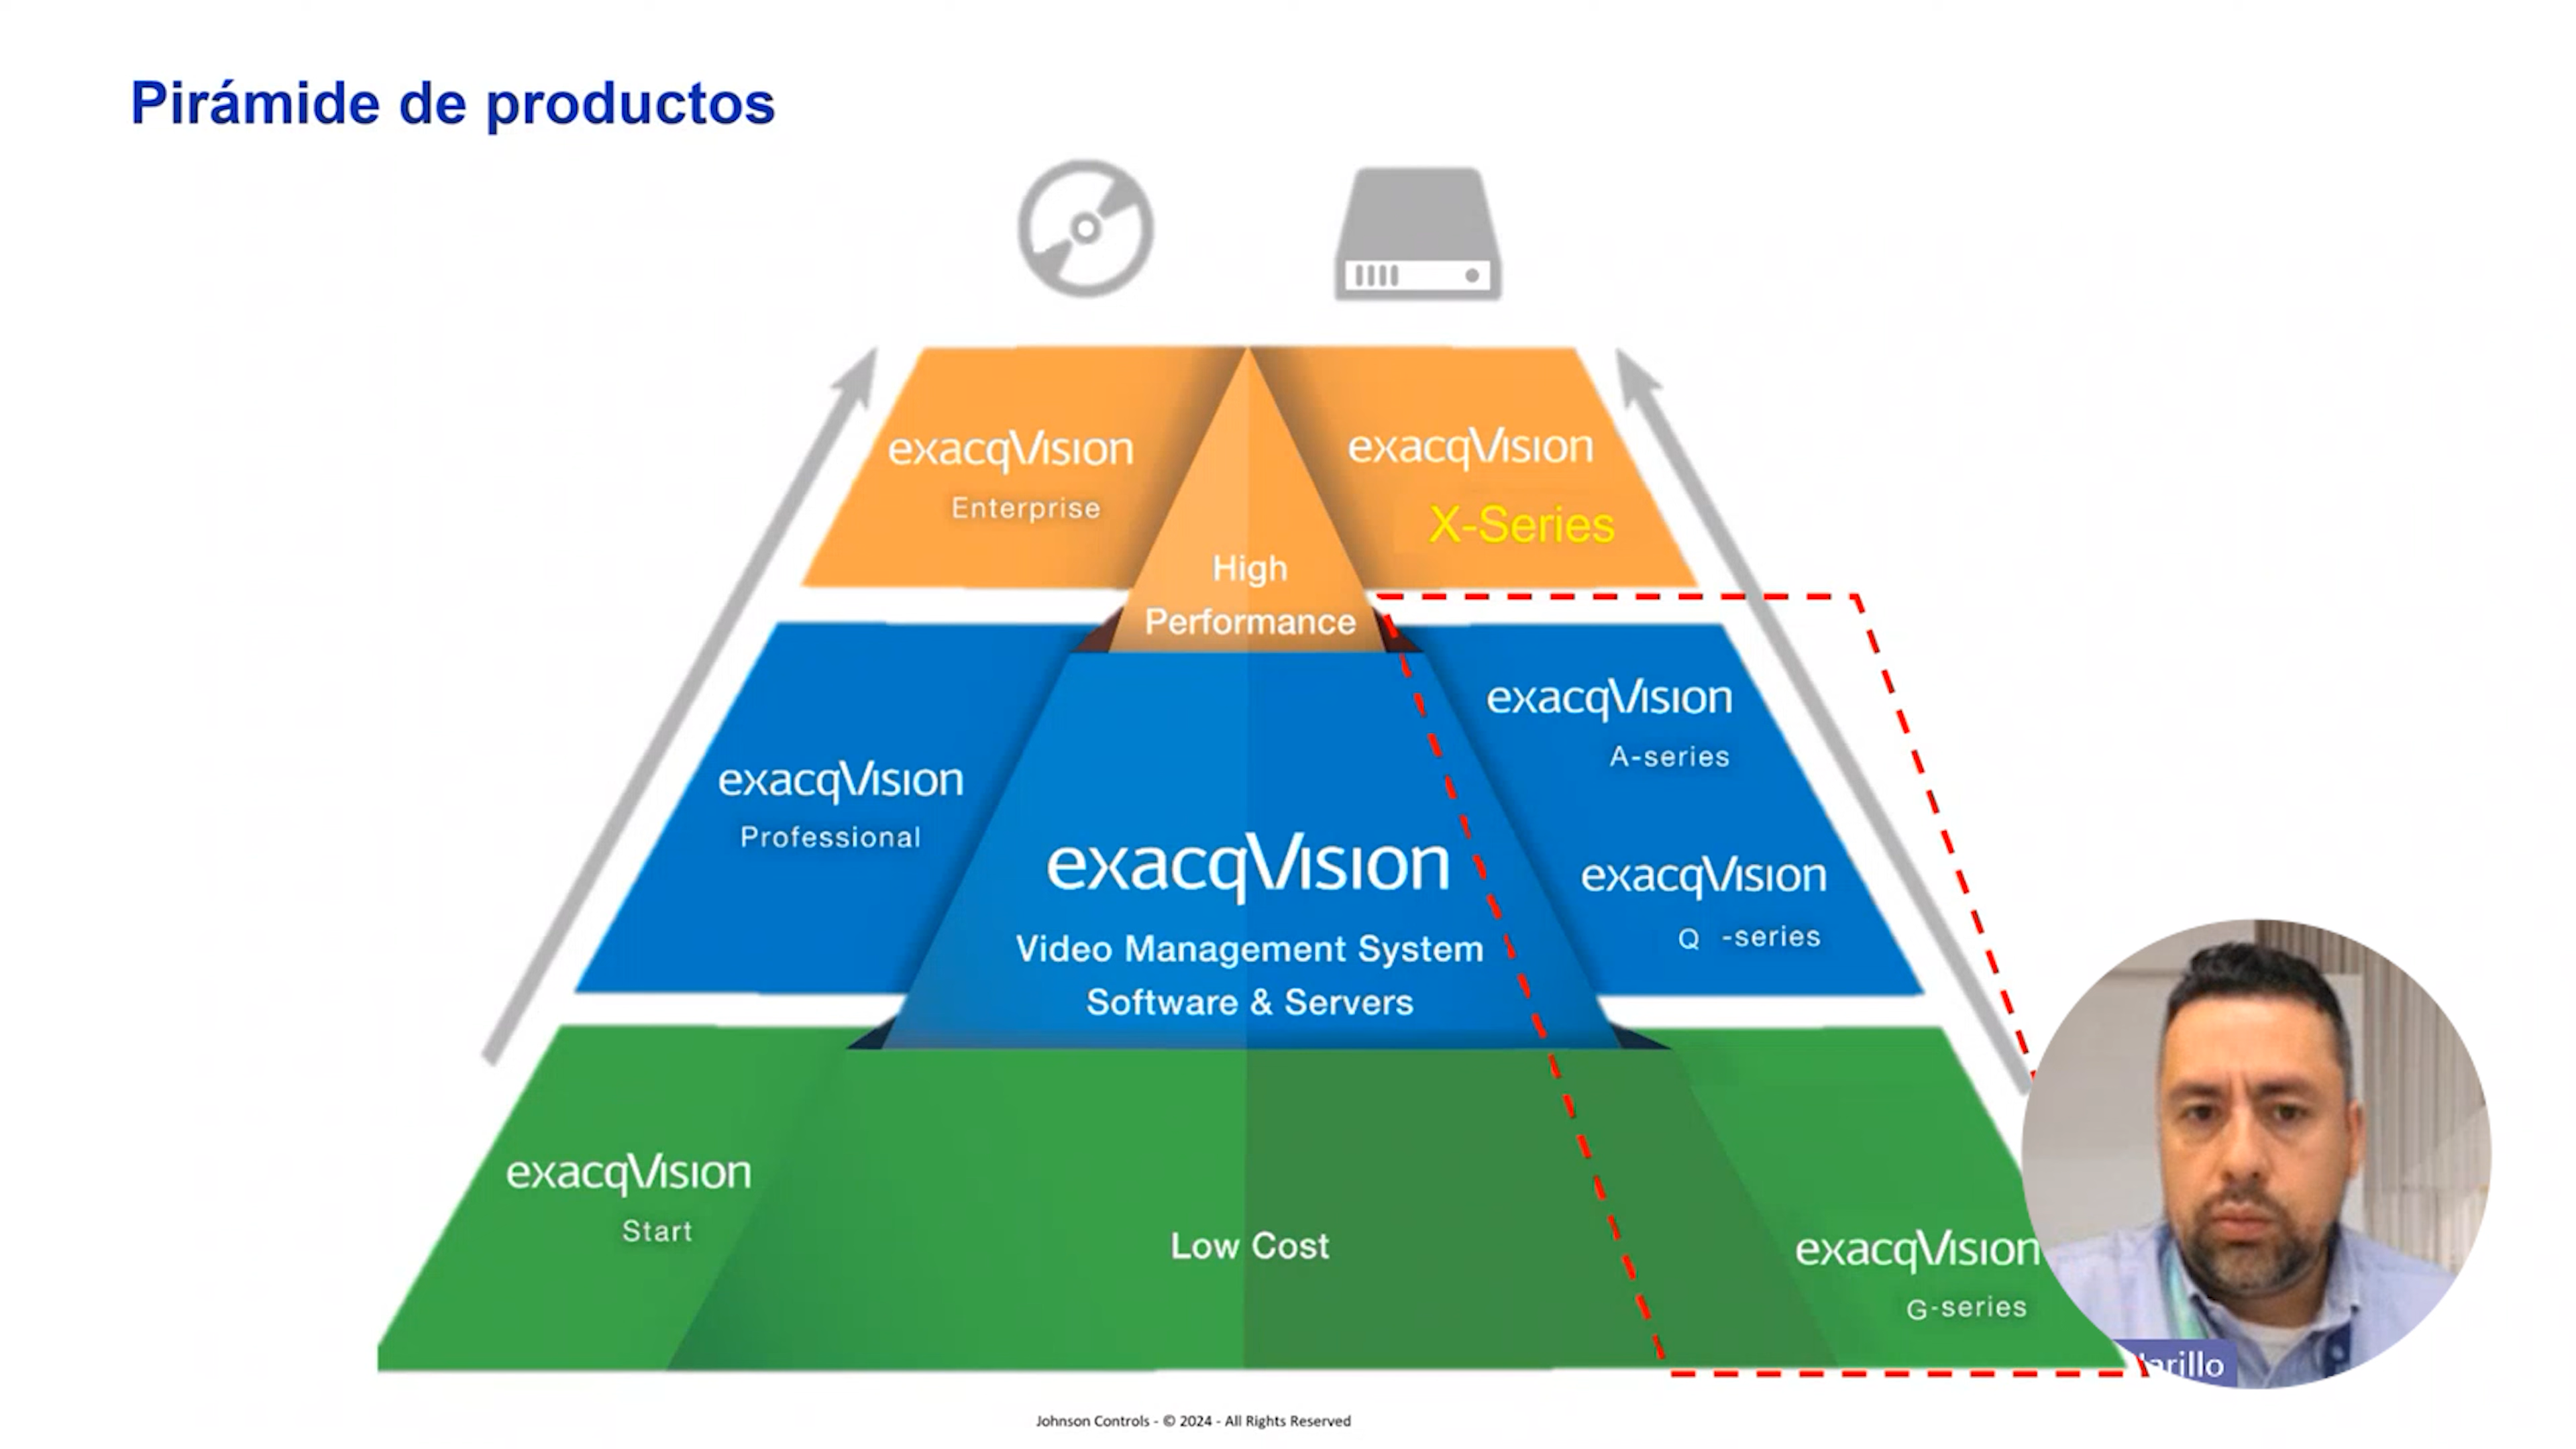 Pirámide de productos
exacqVision
Enterprise
exacqVision
X-Series
High
Performance
exacqVision
Professional
exacqVision
A-series
exacqVision
Q -series
exacqVision
Video Management System
Software & Servers
exacqVision
Start
Low Cost
exacqVision
G-series
Johnson Controls - © 2024 - All Rights Reserved